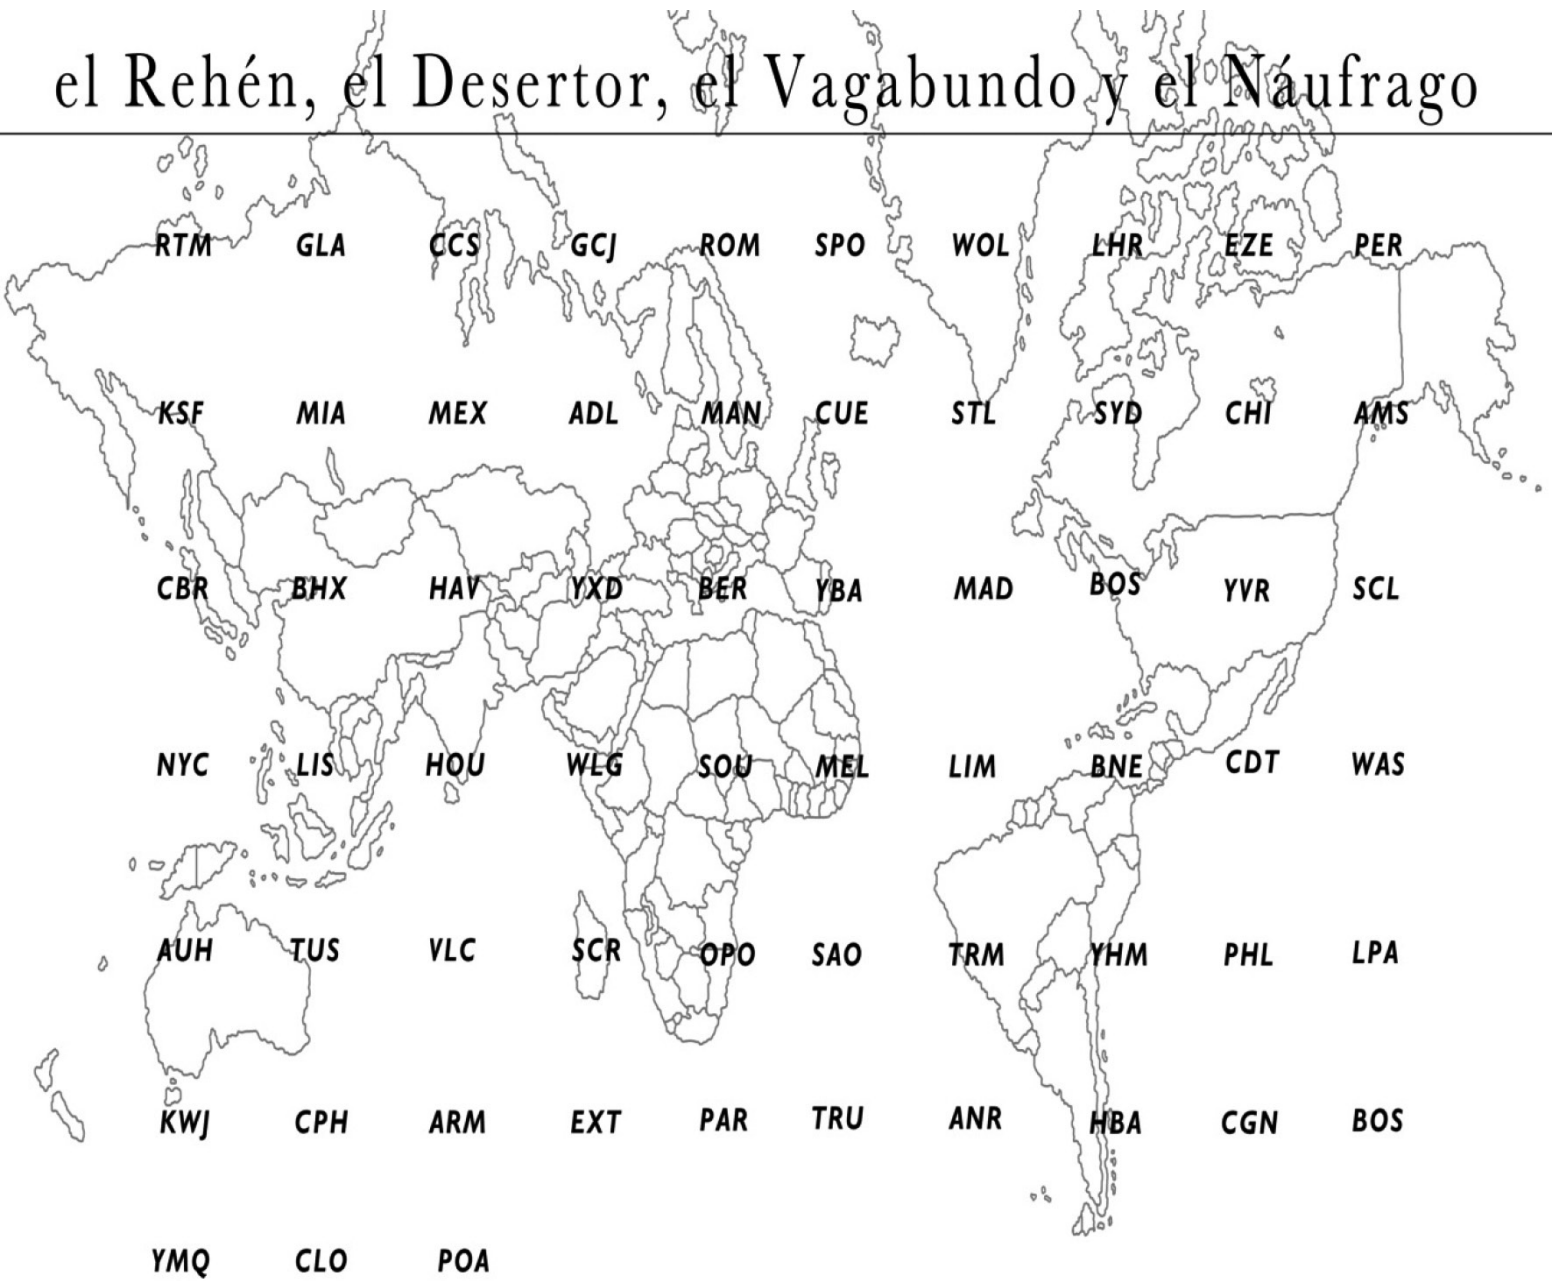 el Rehén, el Desertor, el Vagabundo y el Náufrago
RTM GLA CCS GCJ ROM SPO WOL LHR EZE PER
KSF MIA MEX ADL MAN CUE STL SYD CHI AMS
CBR BHX HAV YXD BER YBA MAD BOS YVR SCL
NYC LIS HOU WLG SOU MEL LIM BNE CDT WAS
AUH TUS VLC SCR OPO SAO TRM YHM PHL LPA
KWJ CPH ARM EXT PAR TRU ANR HBA CGN BOS
YMQ CLO POA